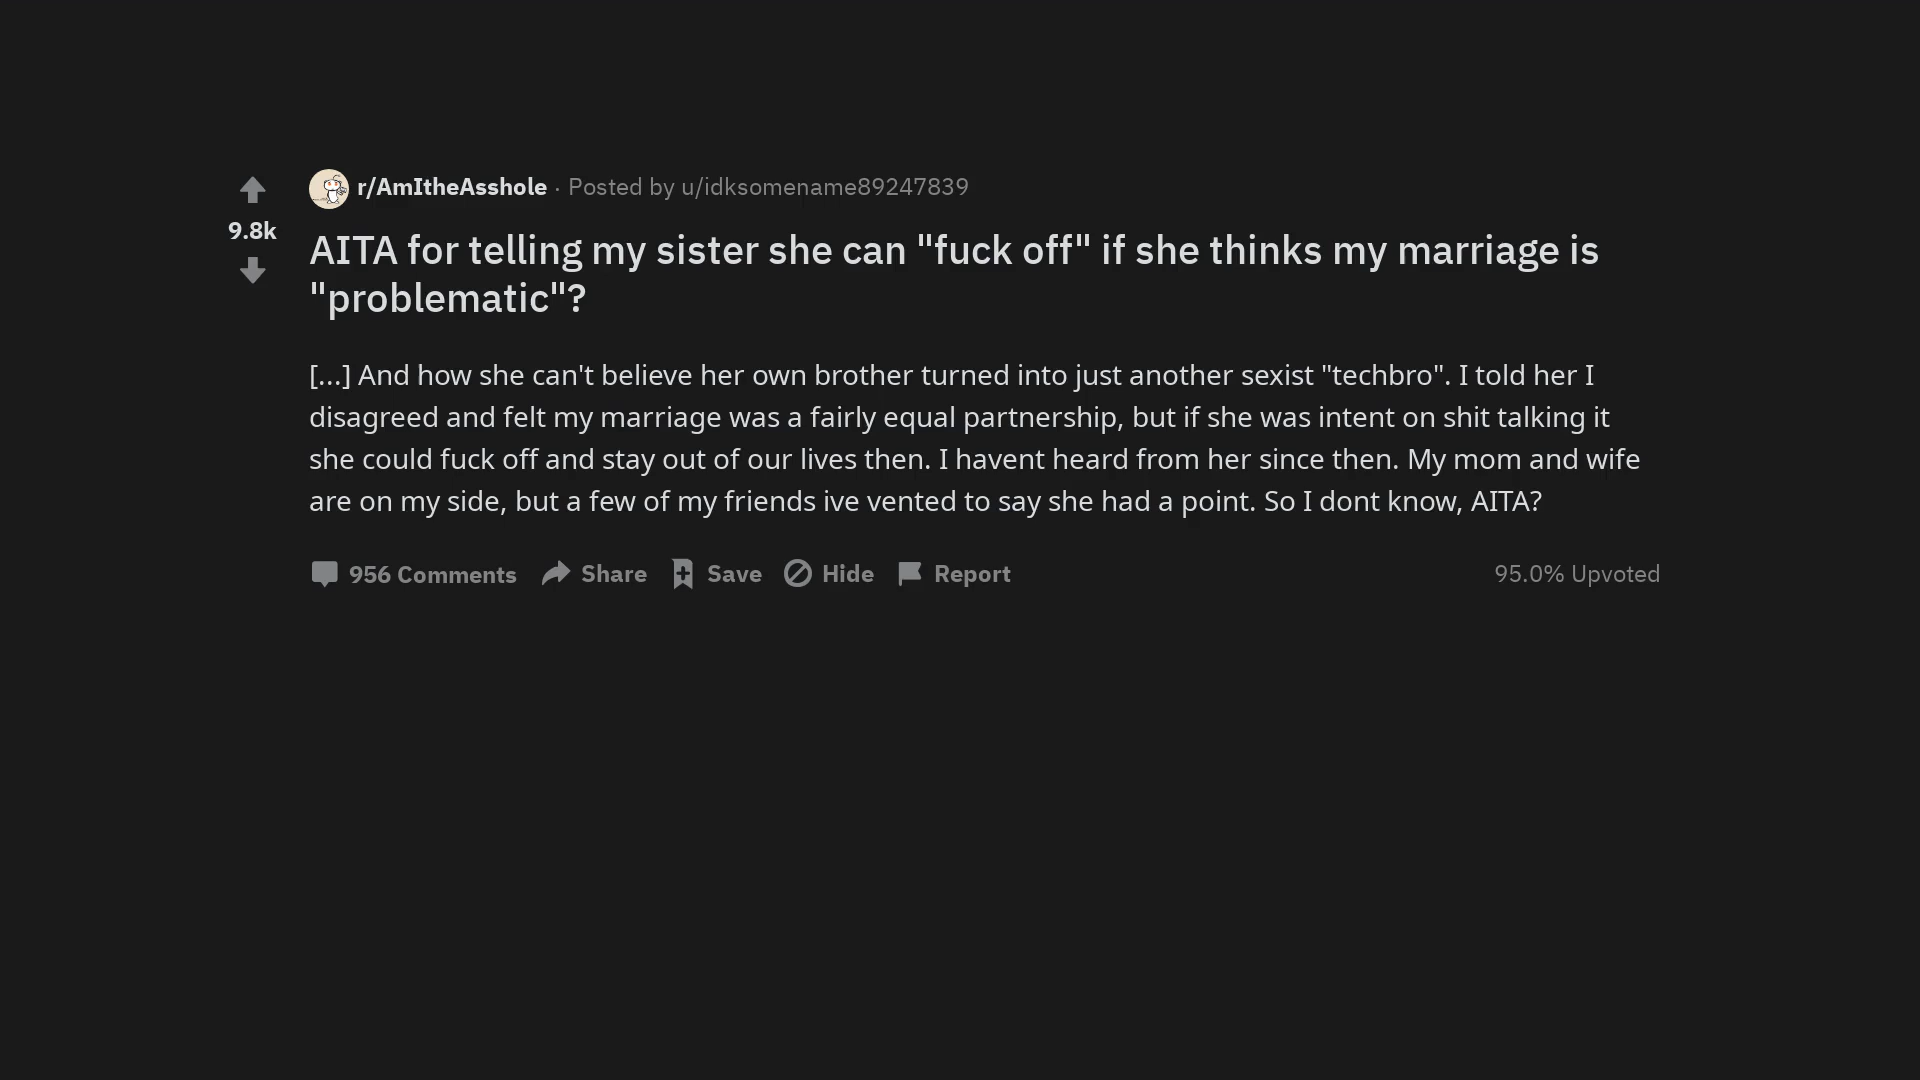 r/AmItheAsshole · Posted by u/idksomename89247839
9.8k
AITA for telling my sister she can "fuck off" if she thinks my marriage is
"problematic"?
[...] And how she can't believe her own brother turned into just another sexist "techbro". I told her I
disagreed and felt my marriage was a fairly equal partnership, but if she was intent on shit talking it
she could fuck off and stay out of our lives then. I havent heard from her since then. My mom and wife
are on my side, but a few of my friends ive vented to say she had a point. So I dont know, AITA?
956 Comments Share Save Hide Report 95.0% Upvoted